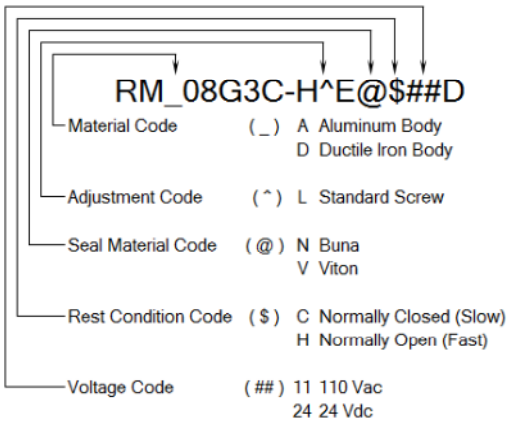 RM_08G3C-H^E@$##D
Material Code ( _ ) A Aluminum Body
D Ductile Iron Body
Adjustment Code ( ^ ) L Standard Screw
Seal Material Code ( @ ) N Buna
V Viton
Rest Condition Code ( $ ) C Normally Closed (Slow)
H Normally Open (Fast)
Voltage Code ( ## ) 11 110 Vac
24 24 Vdc